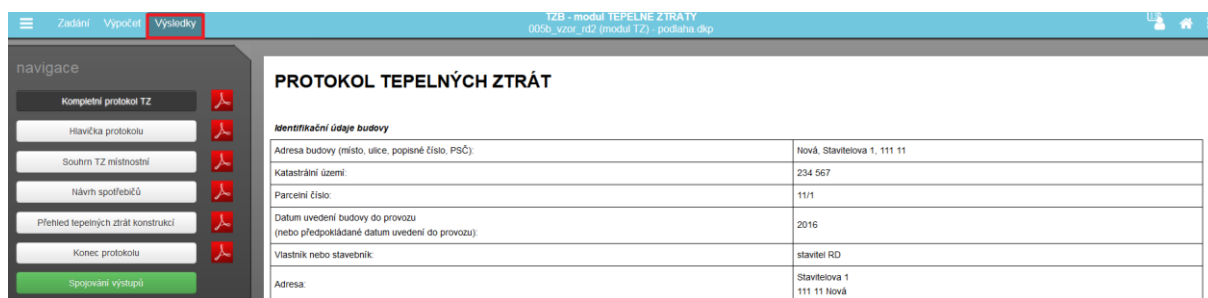 Zadání Výpočet Výsledky
TZB - modul TEPELNÉ ZTRÁTY
005b_vzor_rd2 (modul TZ) - podlaha.dkp
navigace
Kompletní protokol TZ
Hlavička protokolu
Souhrn TZ místnostní
Návrh spotřebičů
Přehled tepelných ztrát konstrukcí
Konec protokolu
Spojování výstupů
PROTOKOL TEPELNÝCH ZTRÁT
Identifikační údaje budovy
Adresa budovy (místo, ulice, popisné číslo, PSČ): Nová, Stavitelova 1, 111 11
Katastrální území: 234 567
Parcelní číslo: 11/1
Datum uvedení budovy do provozu
(nebo předpokládané datum uvedení do provozu): 2016
Vlastník nebo stavebník: stavitel RD
Adresa: Stavitelova 1
111 11 Nová